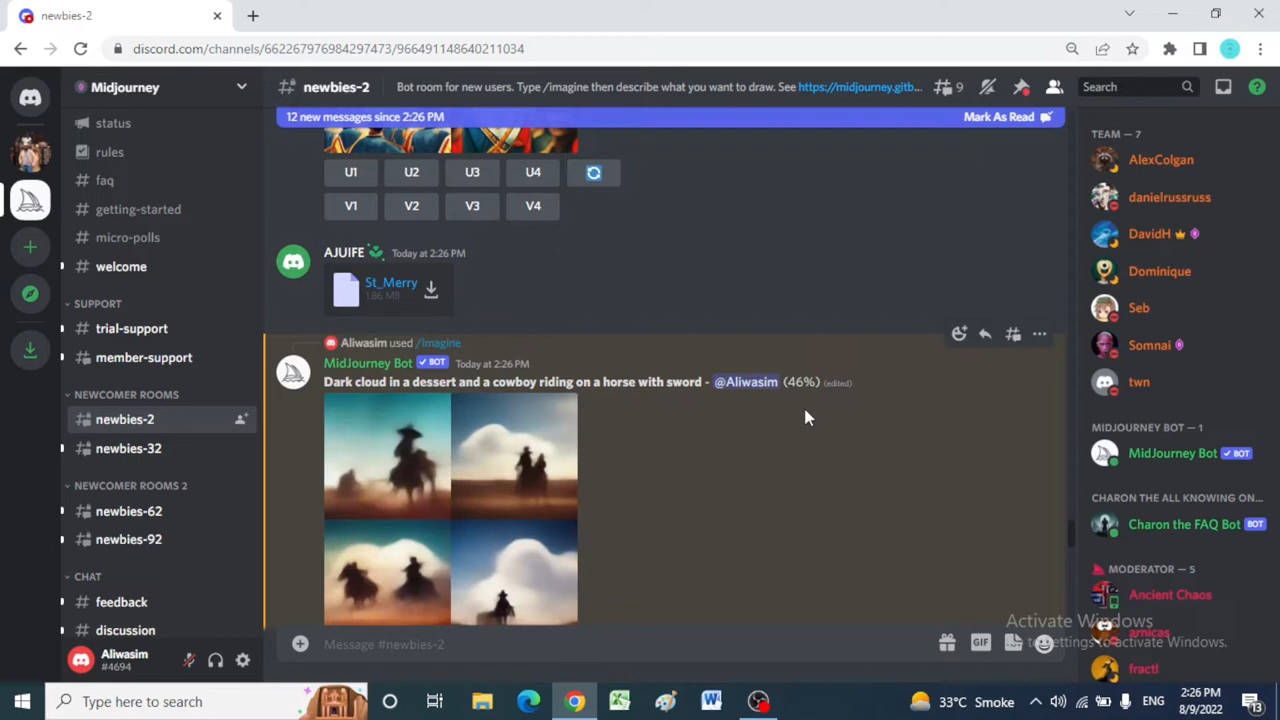 newbies-2
discord.com/channels/662267976984297473/966491148640211034
Midjourney
newbies-2
Bot room for new users. Type /imagine then describe what you want to draw. See https://midjourney.gitb...
9
Search
12 new messages since 2:26 PM
Mark As Read
status
rules
faq
getting-started
micro-polls
welcome
SUPPORT
trial-support
member-support
NEWCOMER ROOMS
newbies-2
newbies-32
NEWCOMER ROOMS 2
newbies-62
newbies-92
CHAT
feedback
discussion
Aliwasim
#4694
U1 U2 U3 U4
V1 V2 V3 V4
AJUIFE Today at 2:26 PM
St_Merry
1.86 MB
Aliwasim used /imagine
MidJourney Bot BOT Today at 2:26 PM
Dark cloud in a dessert and a cowboy riding on a horse with sword - @Aliwasim (46%) (edited)
Message #newbies-2
GIF
TEAM — 7
AlexColgan
danielrussruss
DavidH
Dominique
Seb
Somnai
twn
MIDJOURNEY BOT — 1
MidJourney Bot BOT
CHARON THE ALL KNOWING ON...
Charon the FAQ Bot BOT
MODERATOR — 5
Ancient Chaos
arnicas
fractl
Activate Windows
to settings to activate Windows.
Type here to search
33°C Smoke
ENG
2:26 PM
8/9/2022
13